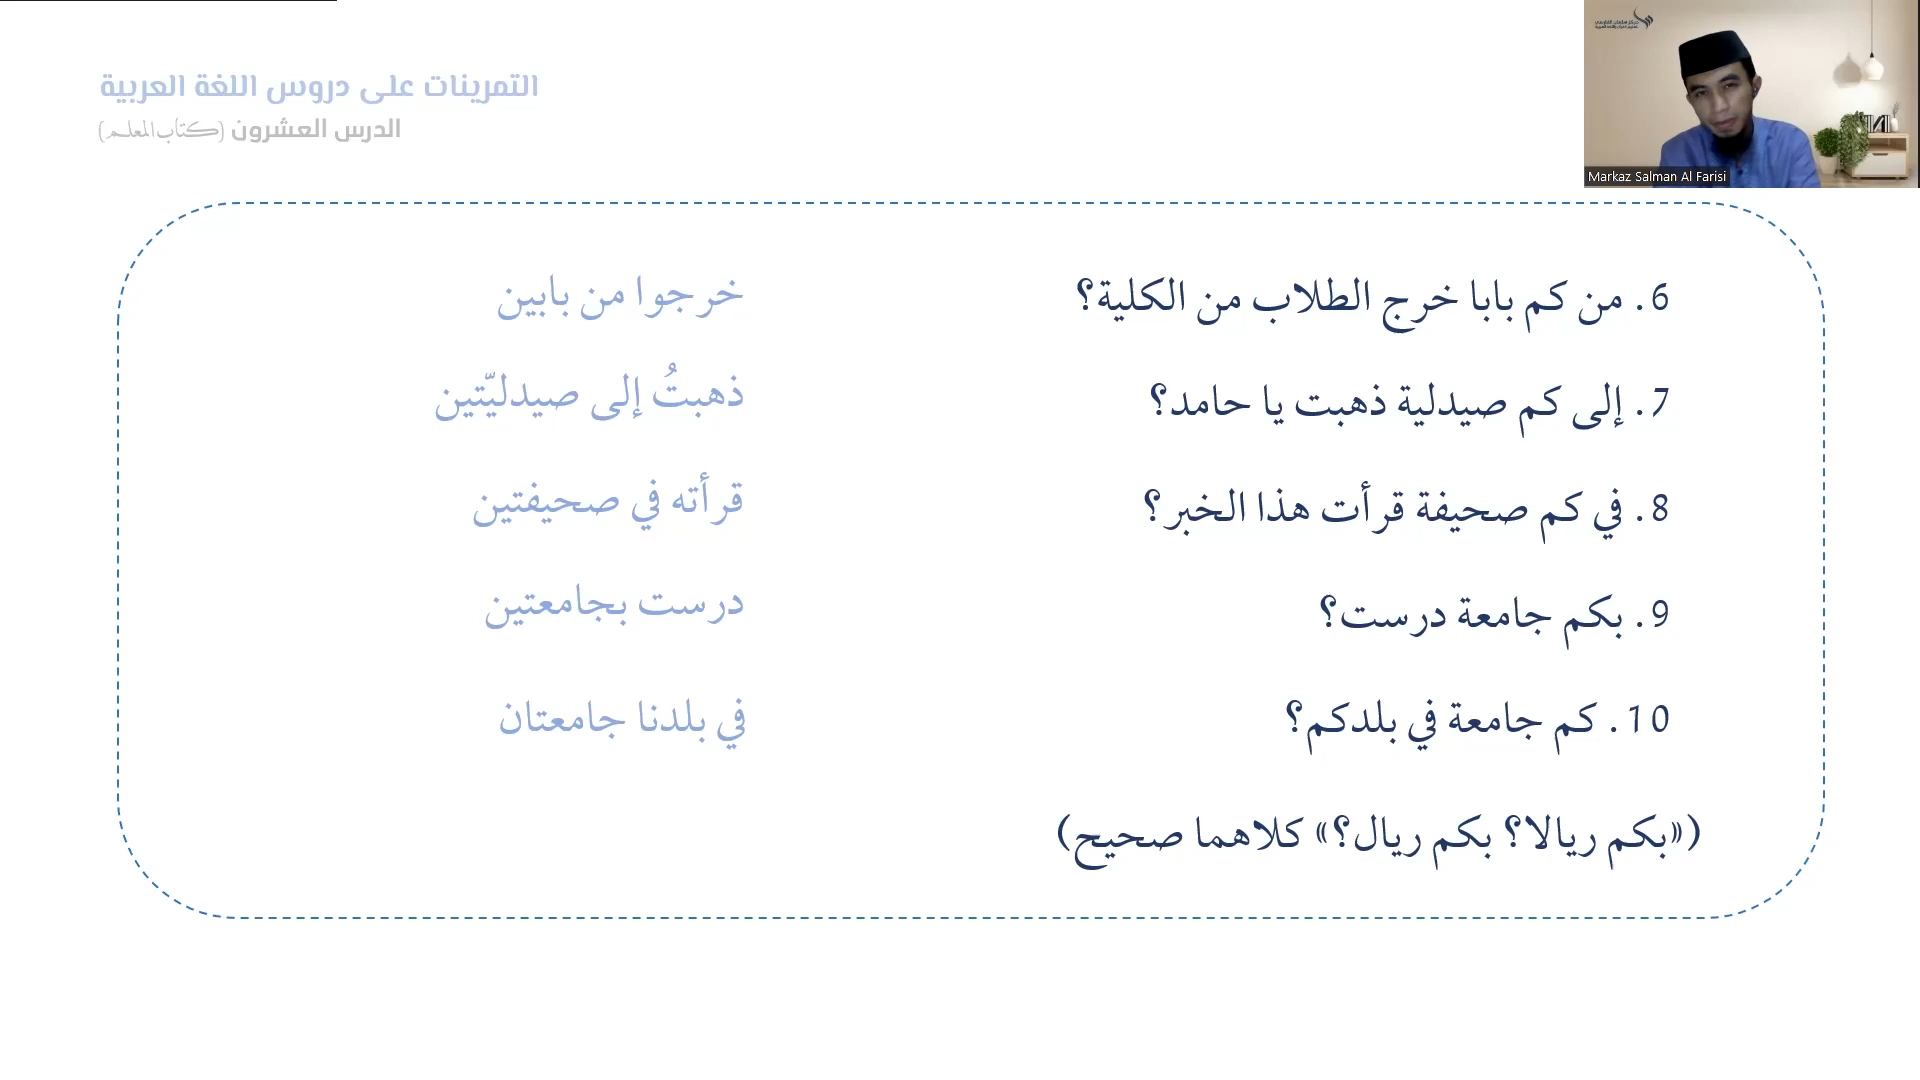 التمرينات على دروس اللغة العربية
الدرس العشرون (كتاب المعلم)
مركز سلمان الفارسي
Markaz Salman Al Farisi
6. من كم بابا خرج الطلاب من الكلية؟
خرجوا من بابين
7. إلى كم صيدلية ذهبت يا حامد؟
ذهبتُ إلى صيدليّتين
8. في كم صحيفة قرأت هذا الخبر؟
قرأته في صحيفتين
9. بكم جامعة درست؟
درست بجامعتين
10. كم جامعة في بلدكم؟
في بلدنا جامعتان
(«بكم ريالا؟ بكم ريال؟» كلاهما صحيح)